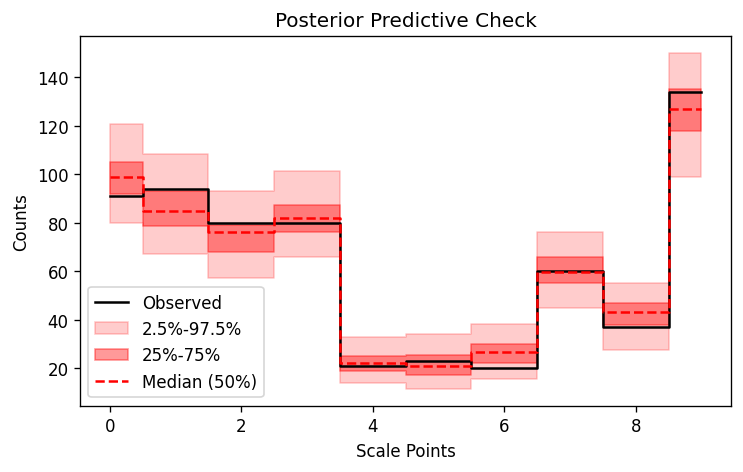 Posterior Predictive Check
Counts
140
120
100
80
60
40
20
Observed
2.5%-97.5%
25%-75%
Median (50%)
0
2
4
6
8
Scale Points